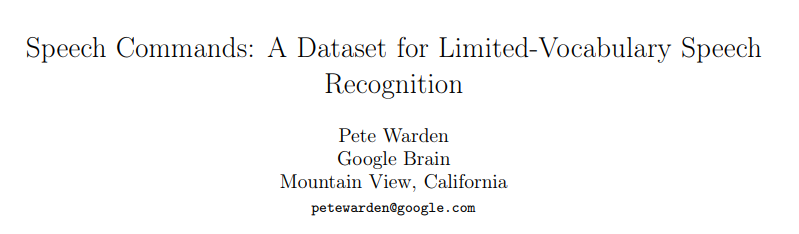 Speech Commands: A Dataset for Limited-Vocabulary Speech
Recognition
Pete Warden
Google Brain
Mountain View, California
petewarden@google.com